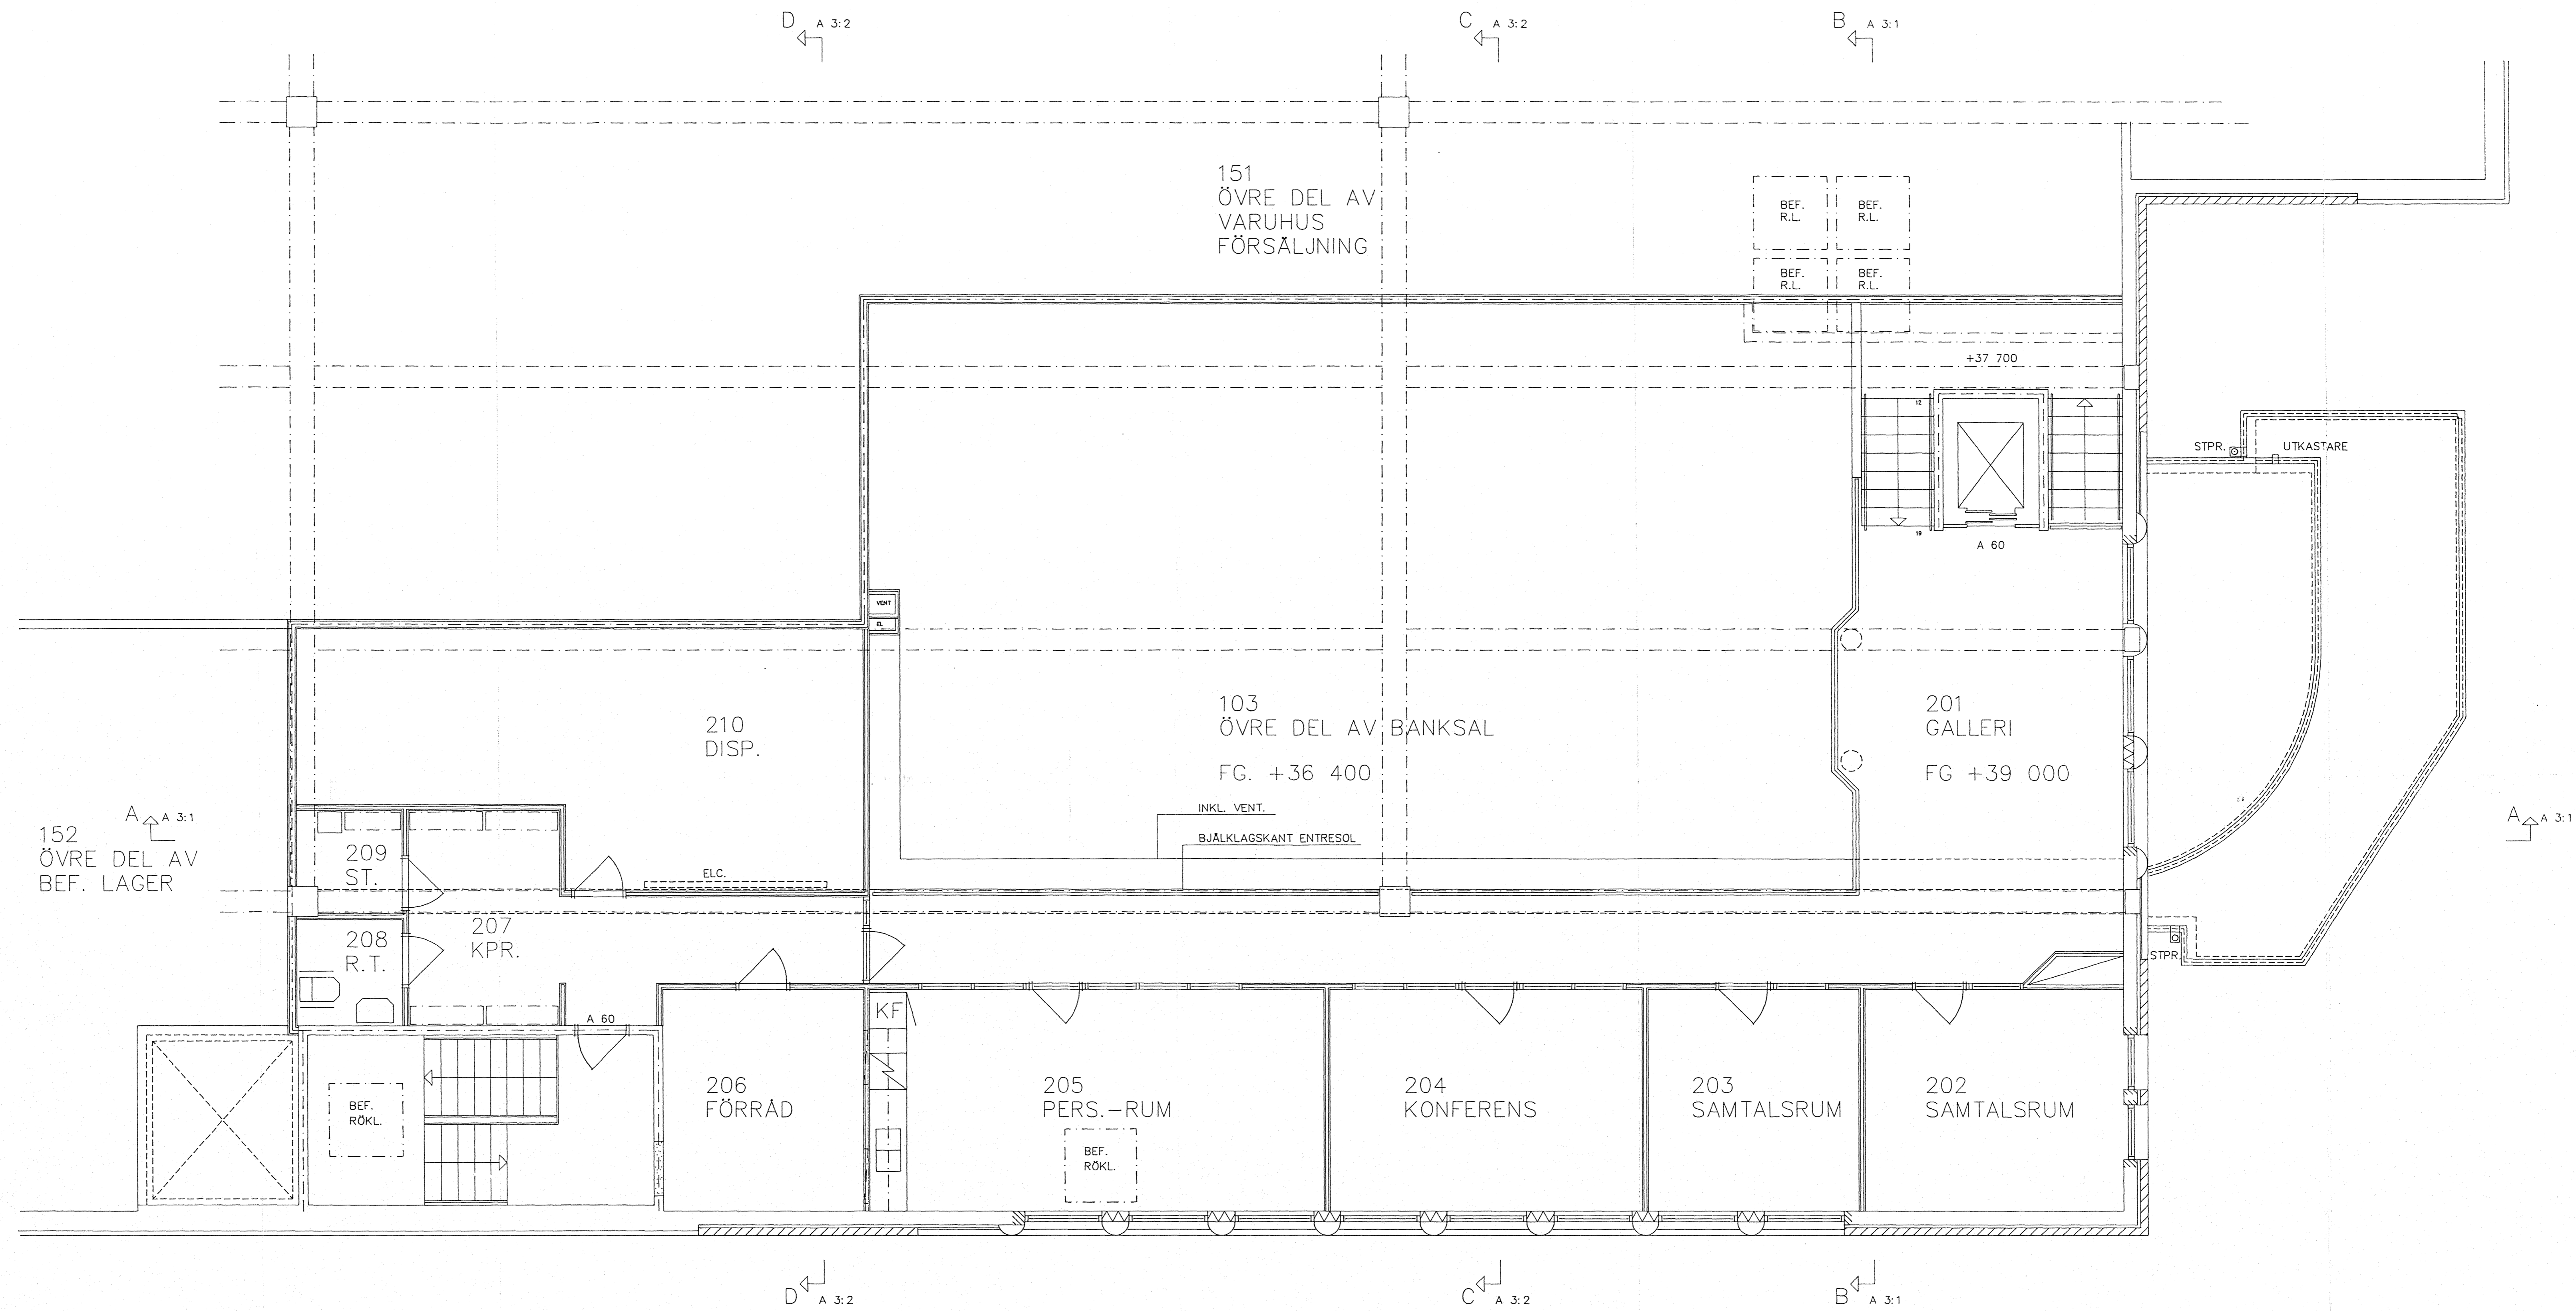 D A 3:2
C A 3:2
B A 3:1
151
ÖVRE DEL AV
VARUHUS
FÖRSÄLJNING
BEF.
R.L.
BEF.
R.L.
BEF.
R.L.
BEF.
R.L.
+37 700
12
19
A 60
STPR.
UTKASTARE
VENT
EL
210
DISP.
103
ÖVRE DEL AV BANKSAL
FG. +36 400
201
GALLERI
FG +39 000
INKL. VENT.
BJÄLKLAGSKANT ENTRESOL
A A 3:1
A A 3:1
152
ÖVRE DEL AV
BEF. LAGER
209
ST.
ELC.
208
R.T.
207
KPR.
STPR.
A 60
KF
BEF.
RÖKL.
206
FÖRRÅD
205
PERS.-RUM
BEF.
RÖKL.
204
KONFERENS
203
SAMTALSRUM
202
SAMTALSRUM
D A 3:2
C A 3:2
B A 3:1